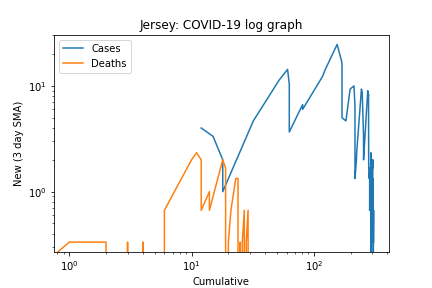 Jersey: COVID-19 log graph
Cases
Deaths
New (3 day SMA)
10¹
10⁰
10⁰ 10¹ 10²
Cumulative